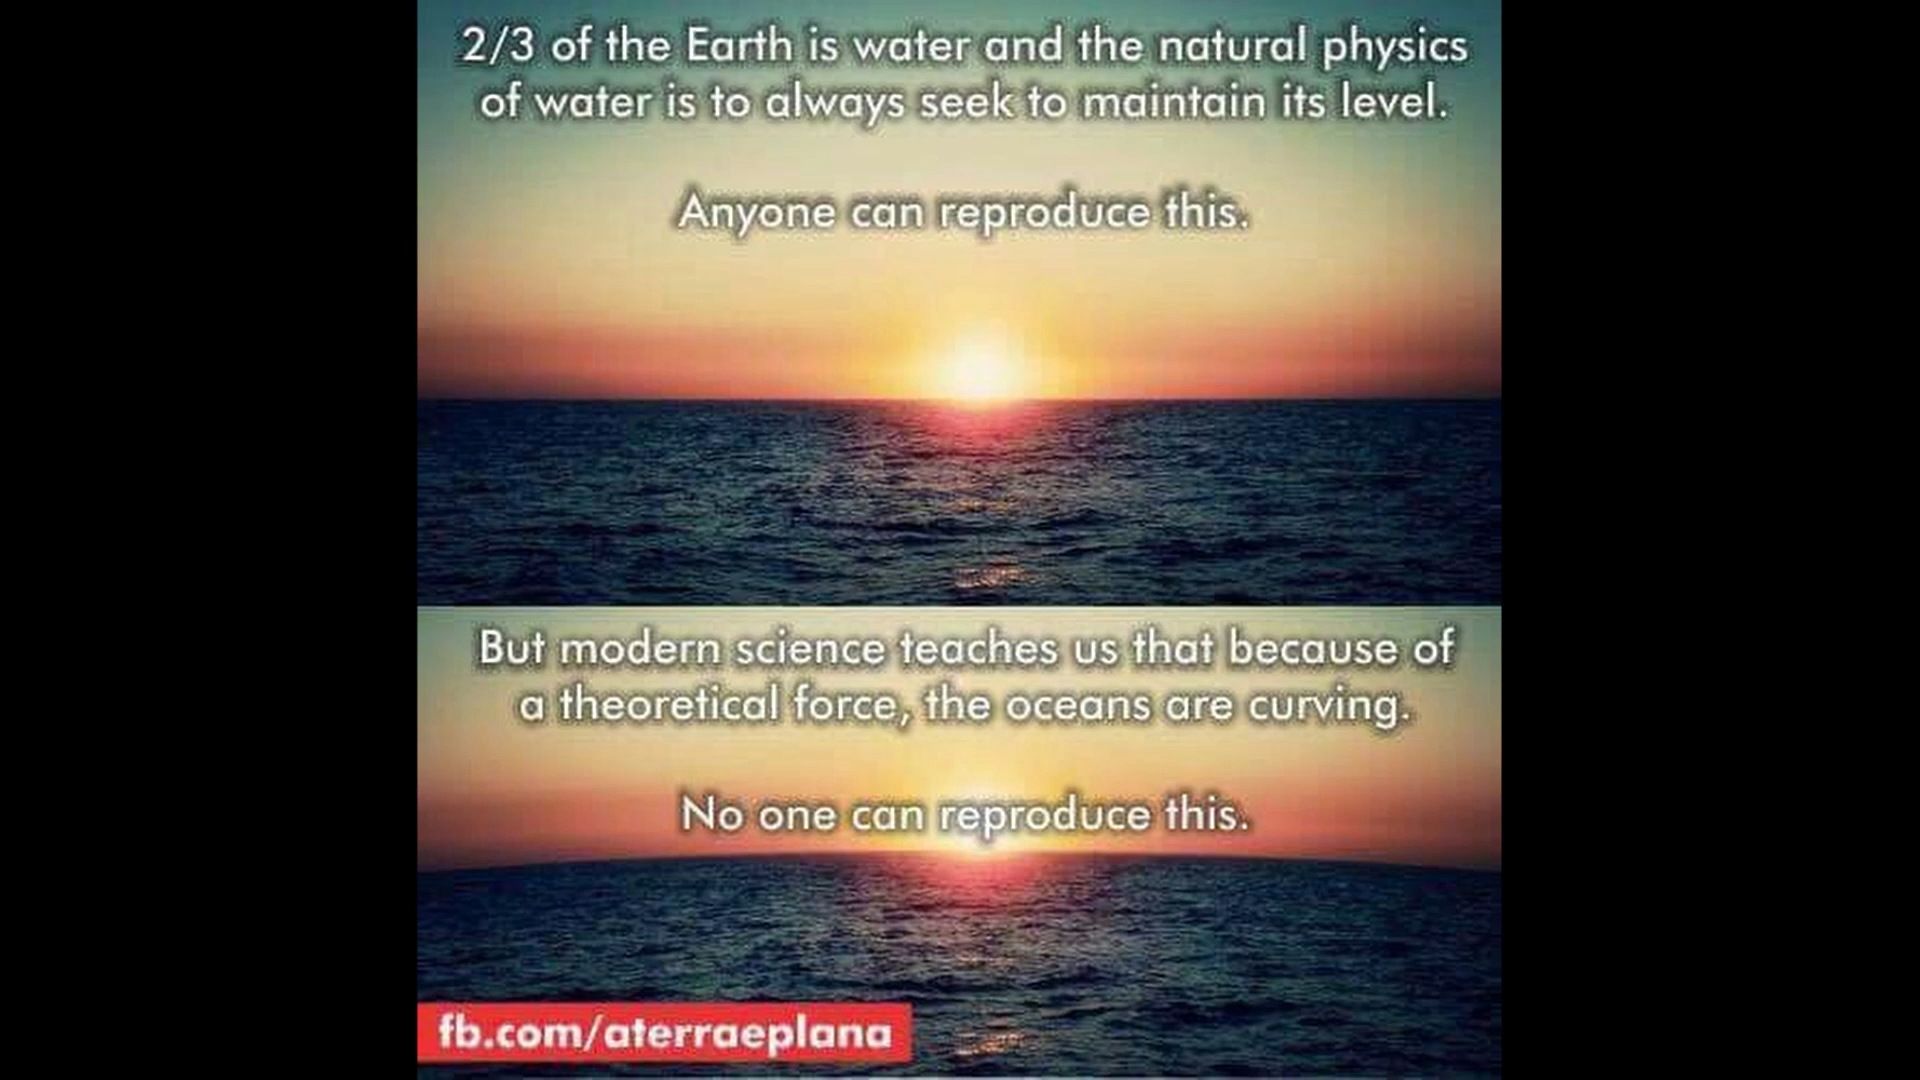 2/3 of the Earth is water and the natural physics
of water is to always seek to maintain its level.
Anyone can reproduce this.
But modern science teaches us that because of
a theoretical force, the oceans are curving.
No one can reproduce this.
fb.com/aterraeplana